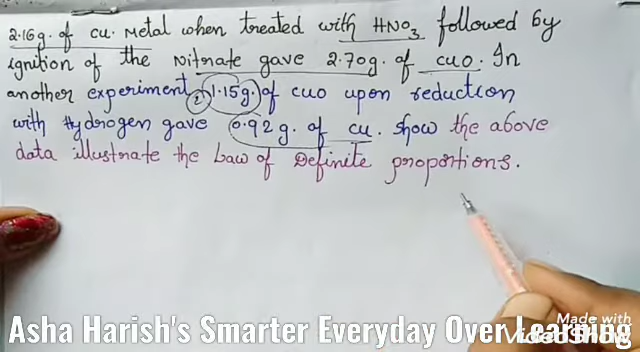 2.16g. of cu. Metal when treated with HNO3 followed by
ignition of the Nitrate gave 2.70g. of cuo. In
another experiment 1.15g. of cuo upon reduction
with Hydrogen gave 0.92 g. of cu. show the above
data illustrate the Law of Definite proportions.
Asha Harish's Smarter Everyday Over Learning
Made with
VideoShow